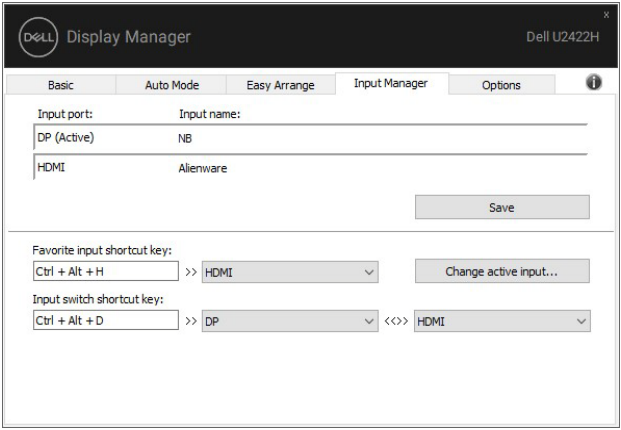 x
DELL Display Manager Dell U2422H
Basic Auto Mode Easy Arrange Input Manager Options i
Input port: Input name:
DP (Active) NB
HDMI Alienware
Save
Favorite input shortcut key:
Ctrl + Alt + H >> HDMI Change active input...
Input switch shortcut key:
Ctrl + Alt + D >> DP <<>> HDMI